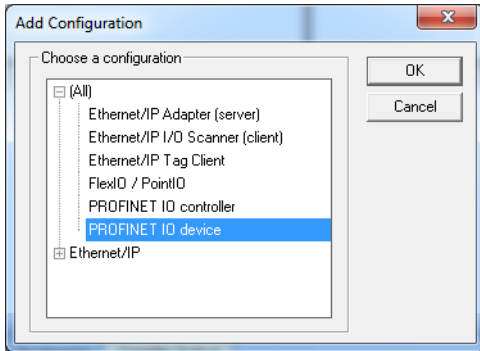 Add Configuration
Choose a configuration
(All)
Ethernet/IP Adapter (server)
Ethernet/IP I/O Scanner (client)
Ethernet/IP Tag Client
FlexIO / PointIO
PROFINET IO controller
PROFINET IO device
Ethernet/IP
OK
Cancel